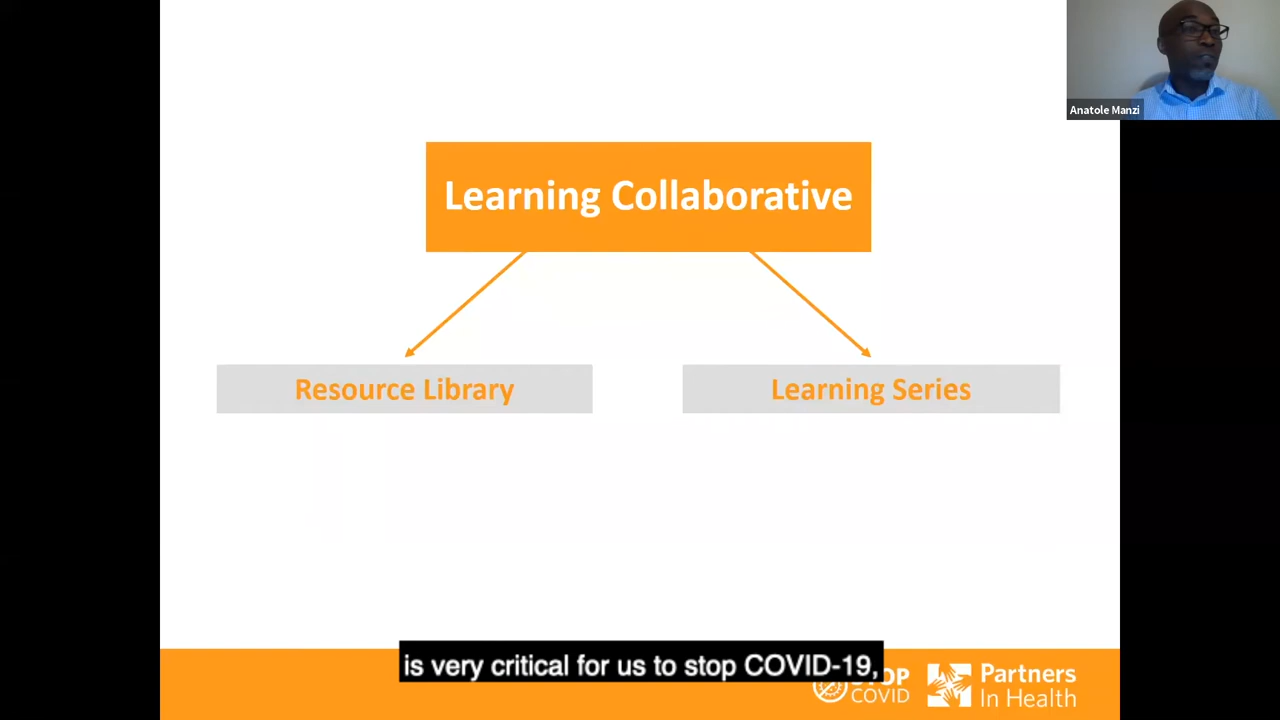 Anatole Manzi
Learning Collaborative
Resource Library
Learning Series
is very critical for us to stop COVID-19,
COVID
Partners
In Health